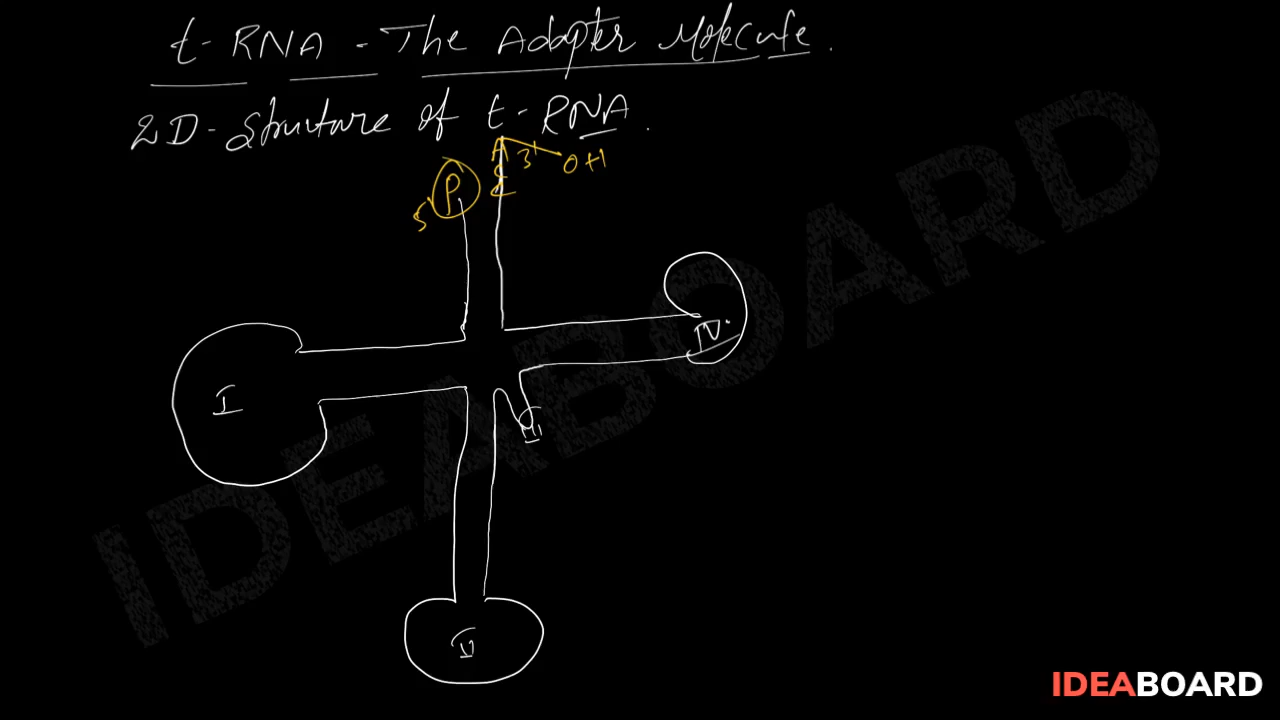 t-RNA - The Adapter Molecule.
2D-Structure of t-RNA.
5' P A 3' OH
C
C
IV.
I
III
II
IDEABOARD
IDEABOARD